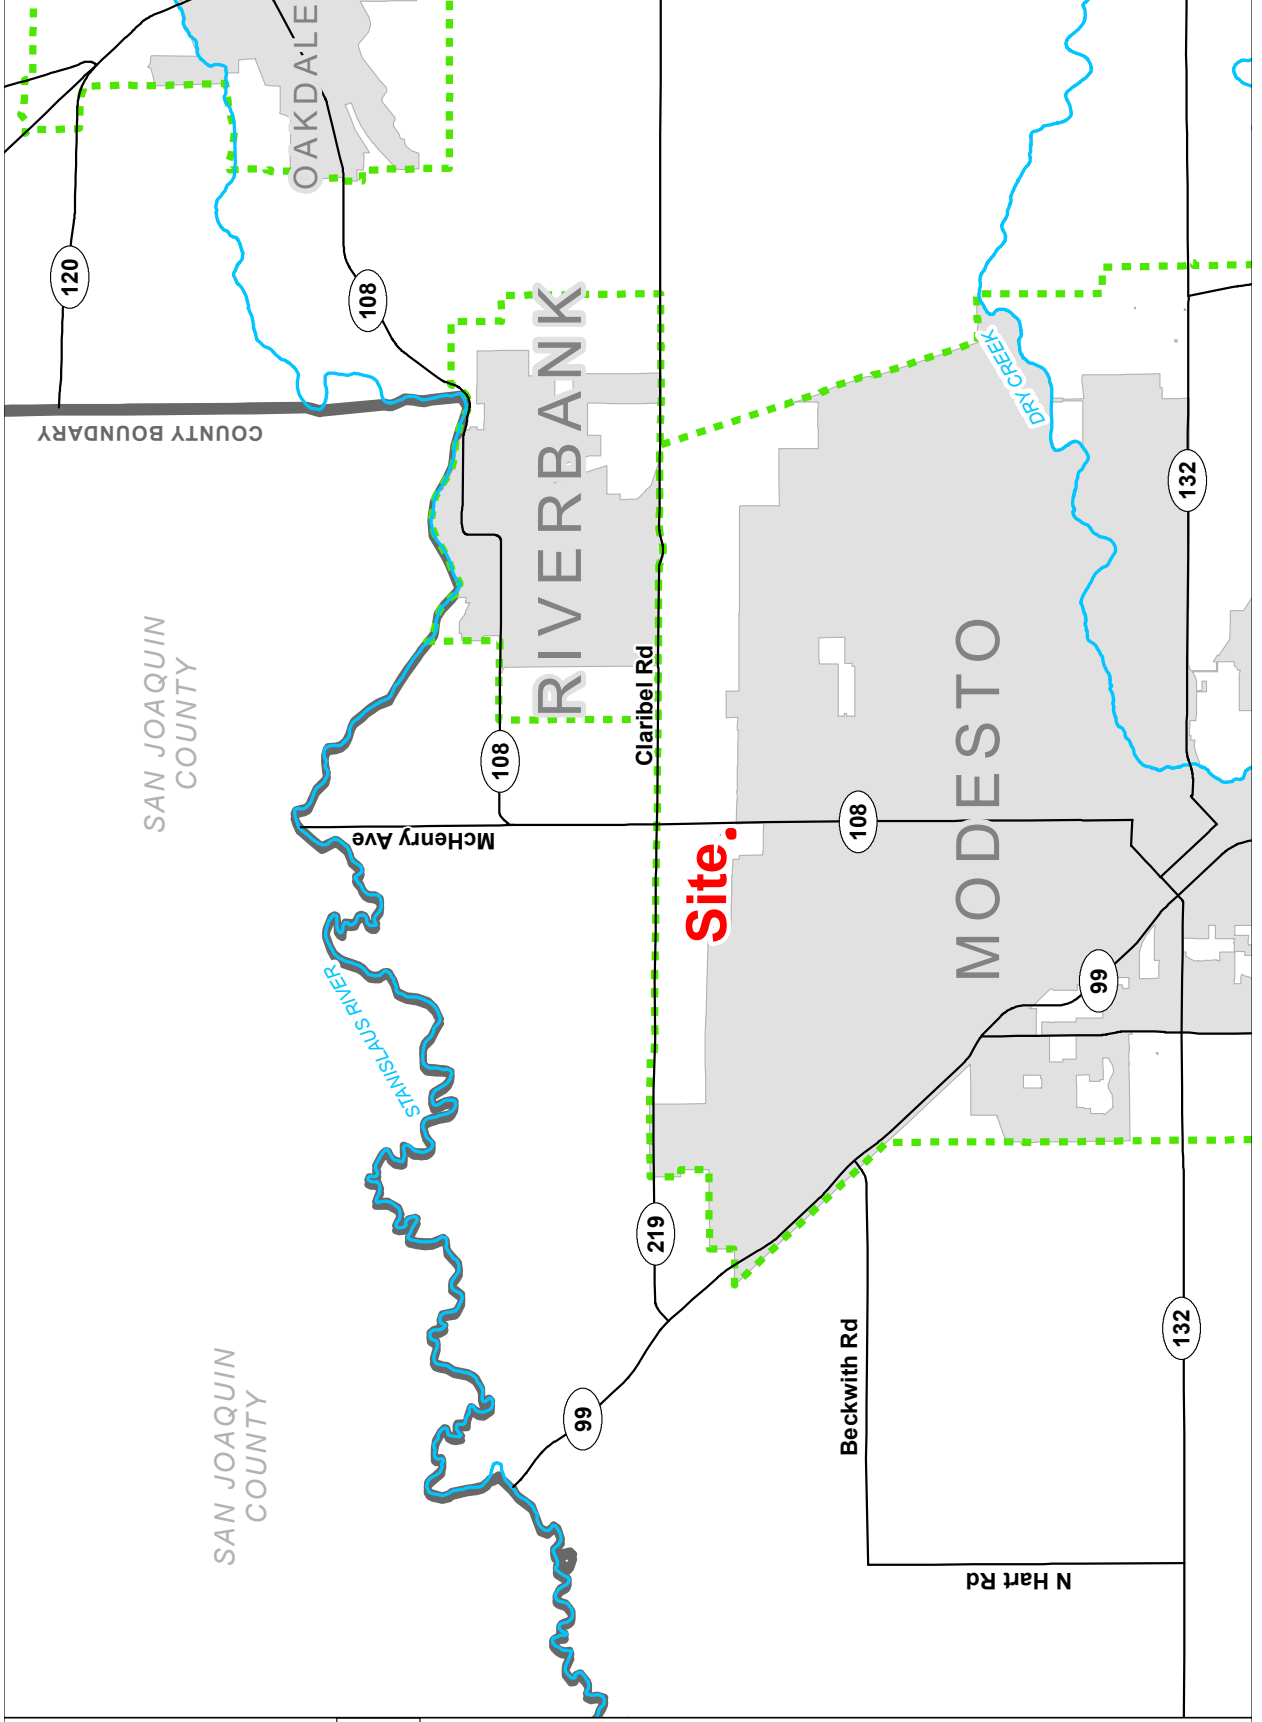 SAN JOAQUIN
COUNTY
SAN JOAQUIN
COUNTY
COUNTY BOUNDARY
120
OAKDALE
108
STANISLAUS RIVER
McHenry Ave
108
RIVERBANK
99
219
Claribel Rd
Site
108
Beckwith Rd
MODESTO
DRY CREEK
N Hart Rd
99
132
132